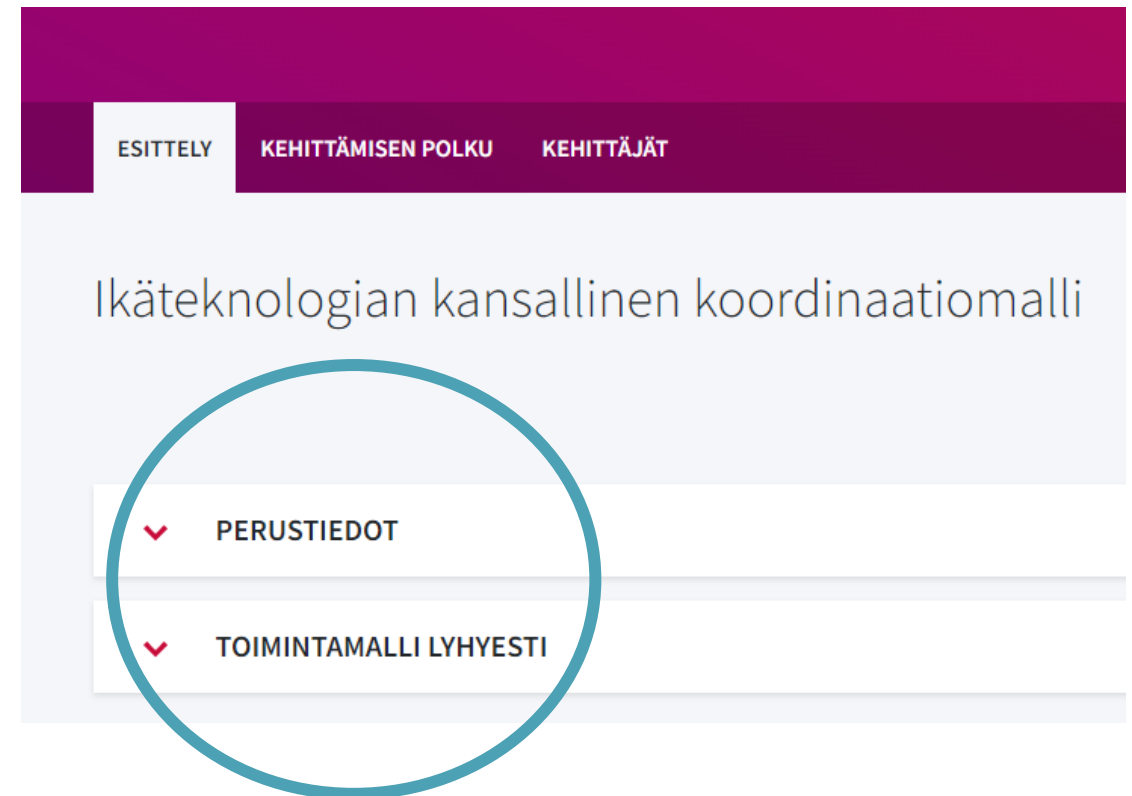 ESITTELY KEHITTÄMISEN POLKU KEHITTÄJÄT
Ikäteknologian kansallinen koordinaatiomalli
PERUSTIEDOT
TOIMINTAMALLI LYHYESTI